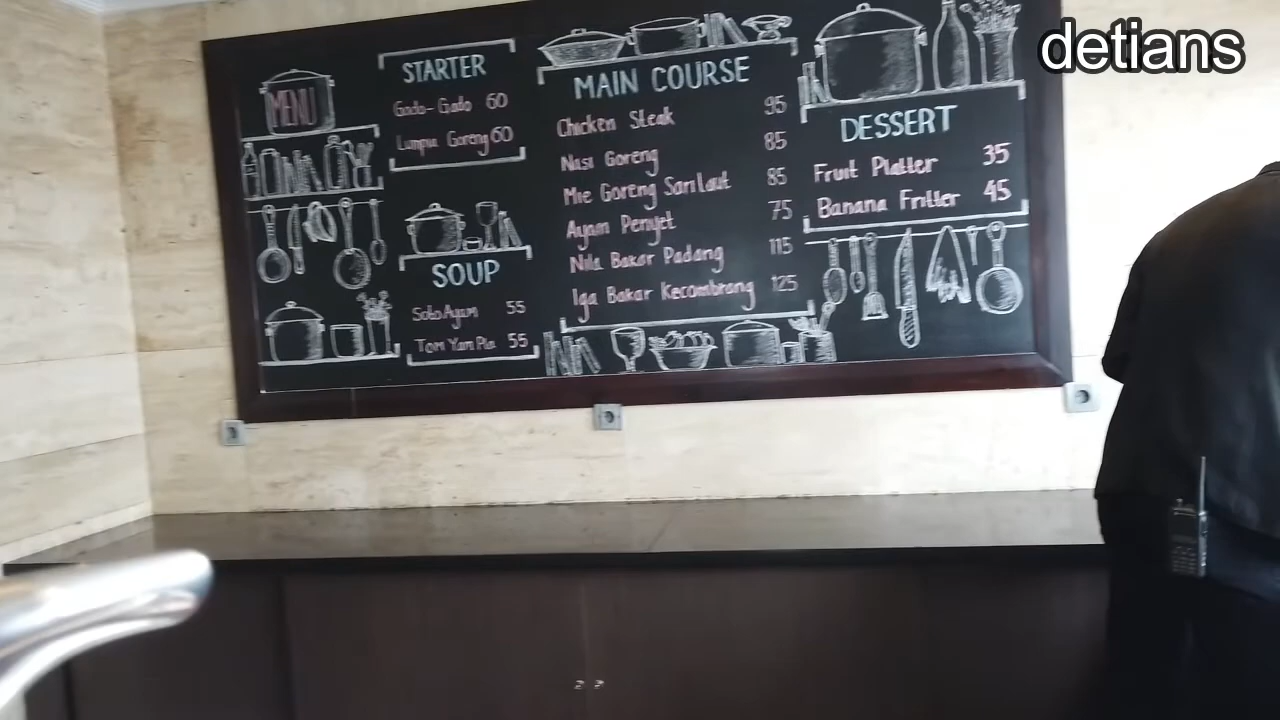 detians
MENU
STARTER
Gado-Gado 60
Lumpia Goreng 60
SOUP
Soto Ayam 55
Tom Yam Pla 55
MAIN COURSE
Chicken Steak 95
Nasi Goreng 85
Mie Goreng Sarilaut 85
Ayam Penyet 75
Nila Bakar Padang 115
Iga Bakar Kecombrang 125
DESSERT
Fruit Platter 35
Banana Fritter 45